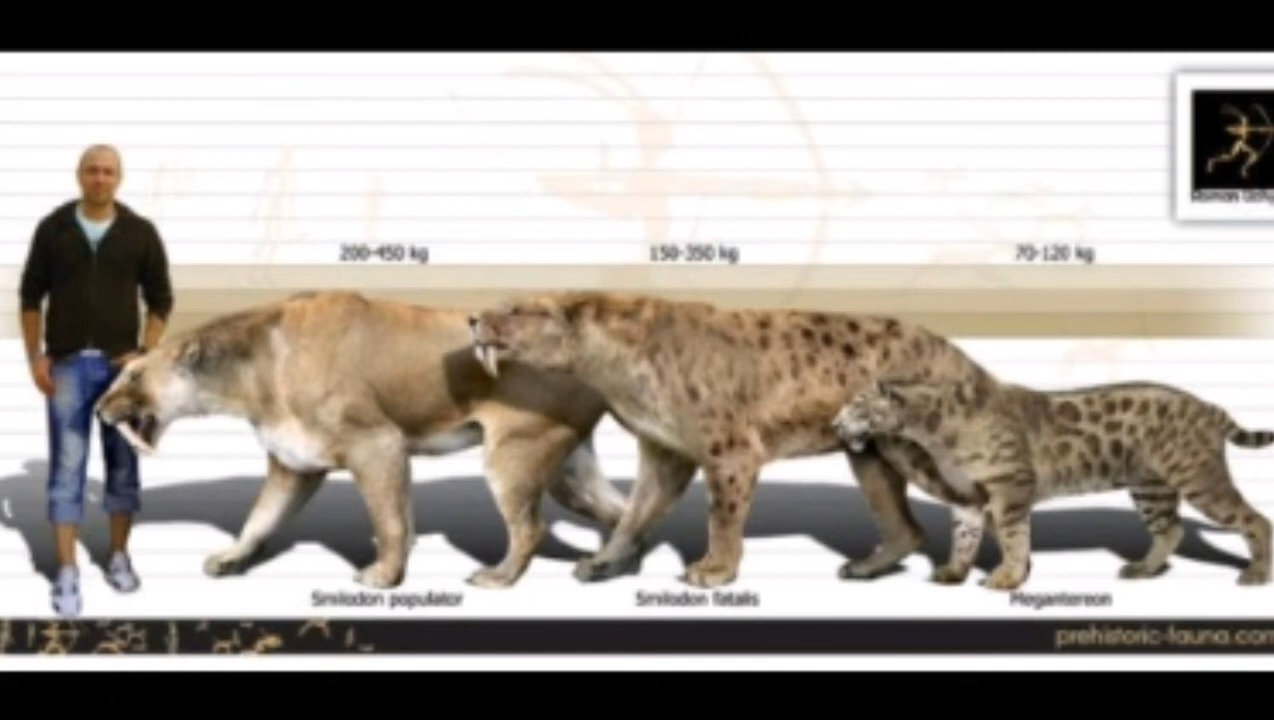 200-450 kg
150-350 kg
70-120 kg
Smilodon populator
Smilodon fatalis
Megantereon
prehistoric-fauna.com